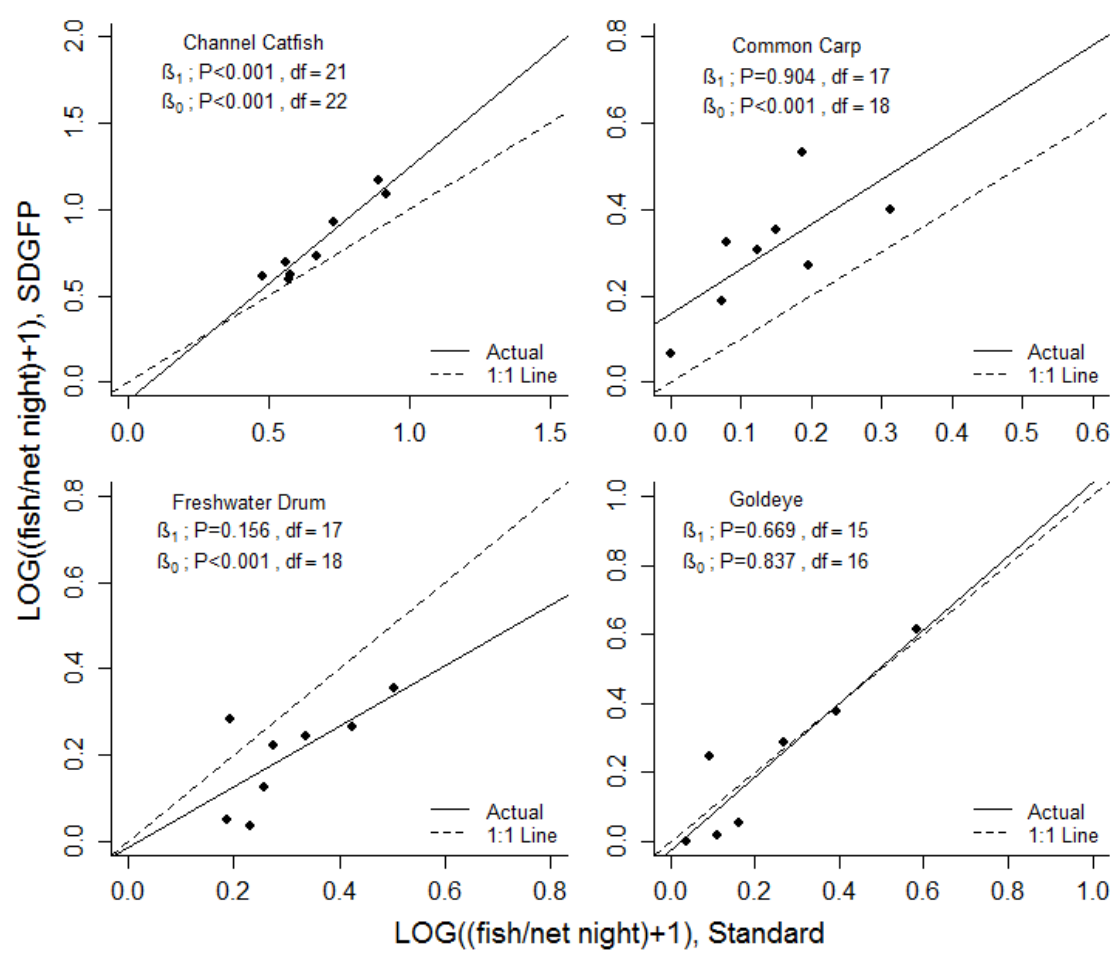 LOG((fish/net night)+1), SDGFP
Channel Catfish
ß1 ; P<0.001 , df = 21
ß0 ; P<0.001 , df = 22
2.0
1.5
1.0
0.5
0.0
Actual
1:1 Line
0.0 0.5 1.0 1.5
Common Carp
ß1 ; P=0.904 , df = 17
ß0 ; P<0.001 , df = 18
0.8
0.6
0.4
0.2
0.0
Actual
1:1 Line
0.0 0.1 0.2 0.3 0.4 0.5 0.6
Freshwater Drum
ß1 ; P=0.156 , df = 17
ß0 ; P<0.001 , df = 18
0.8
0.6
0.4
0.2
0.0
Actual
1:1 Line
0.0 0.2 0.4 0.6 0.8
Goldeye
ß1 ; P=0.669 , df = 15
ß0 ; P=0.837 , df = 16
1.0
0.8
0.6
0.4
0.2
0.0
Actual
1:1 Line
0.0 0.2 0.4 0.6 0.8 1.0
LOG((fish/net night)+1), Standard